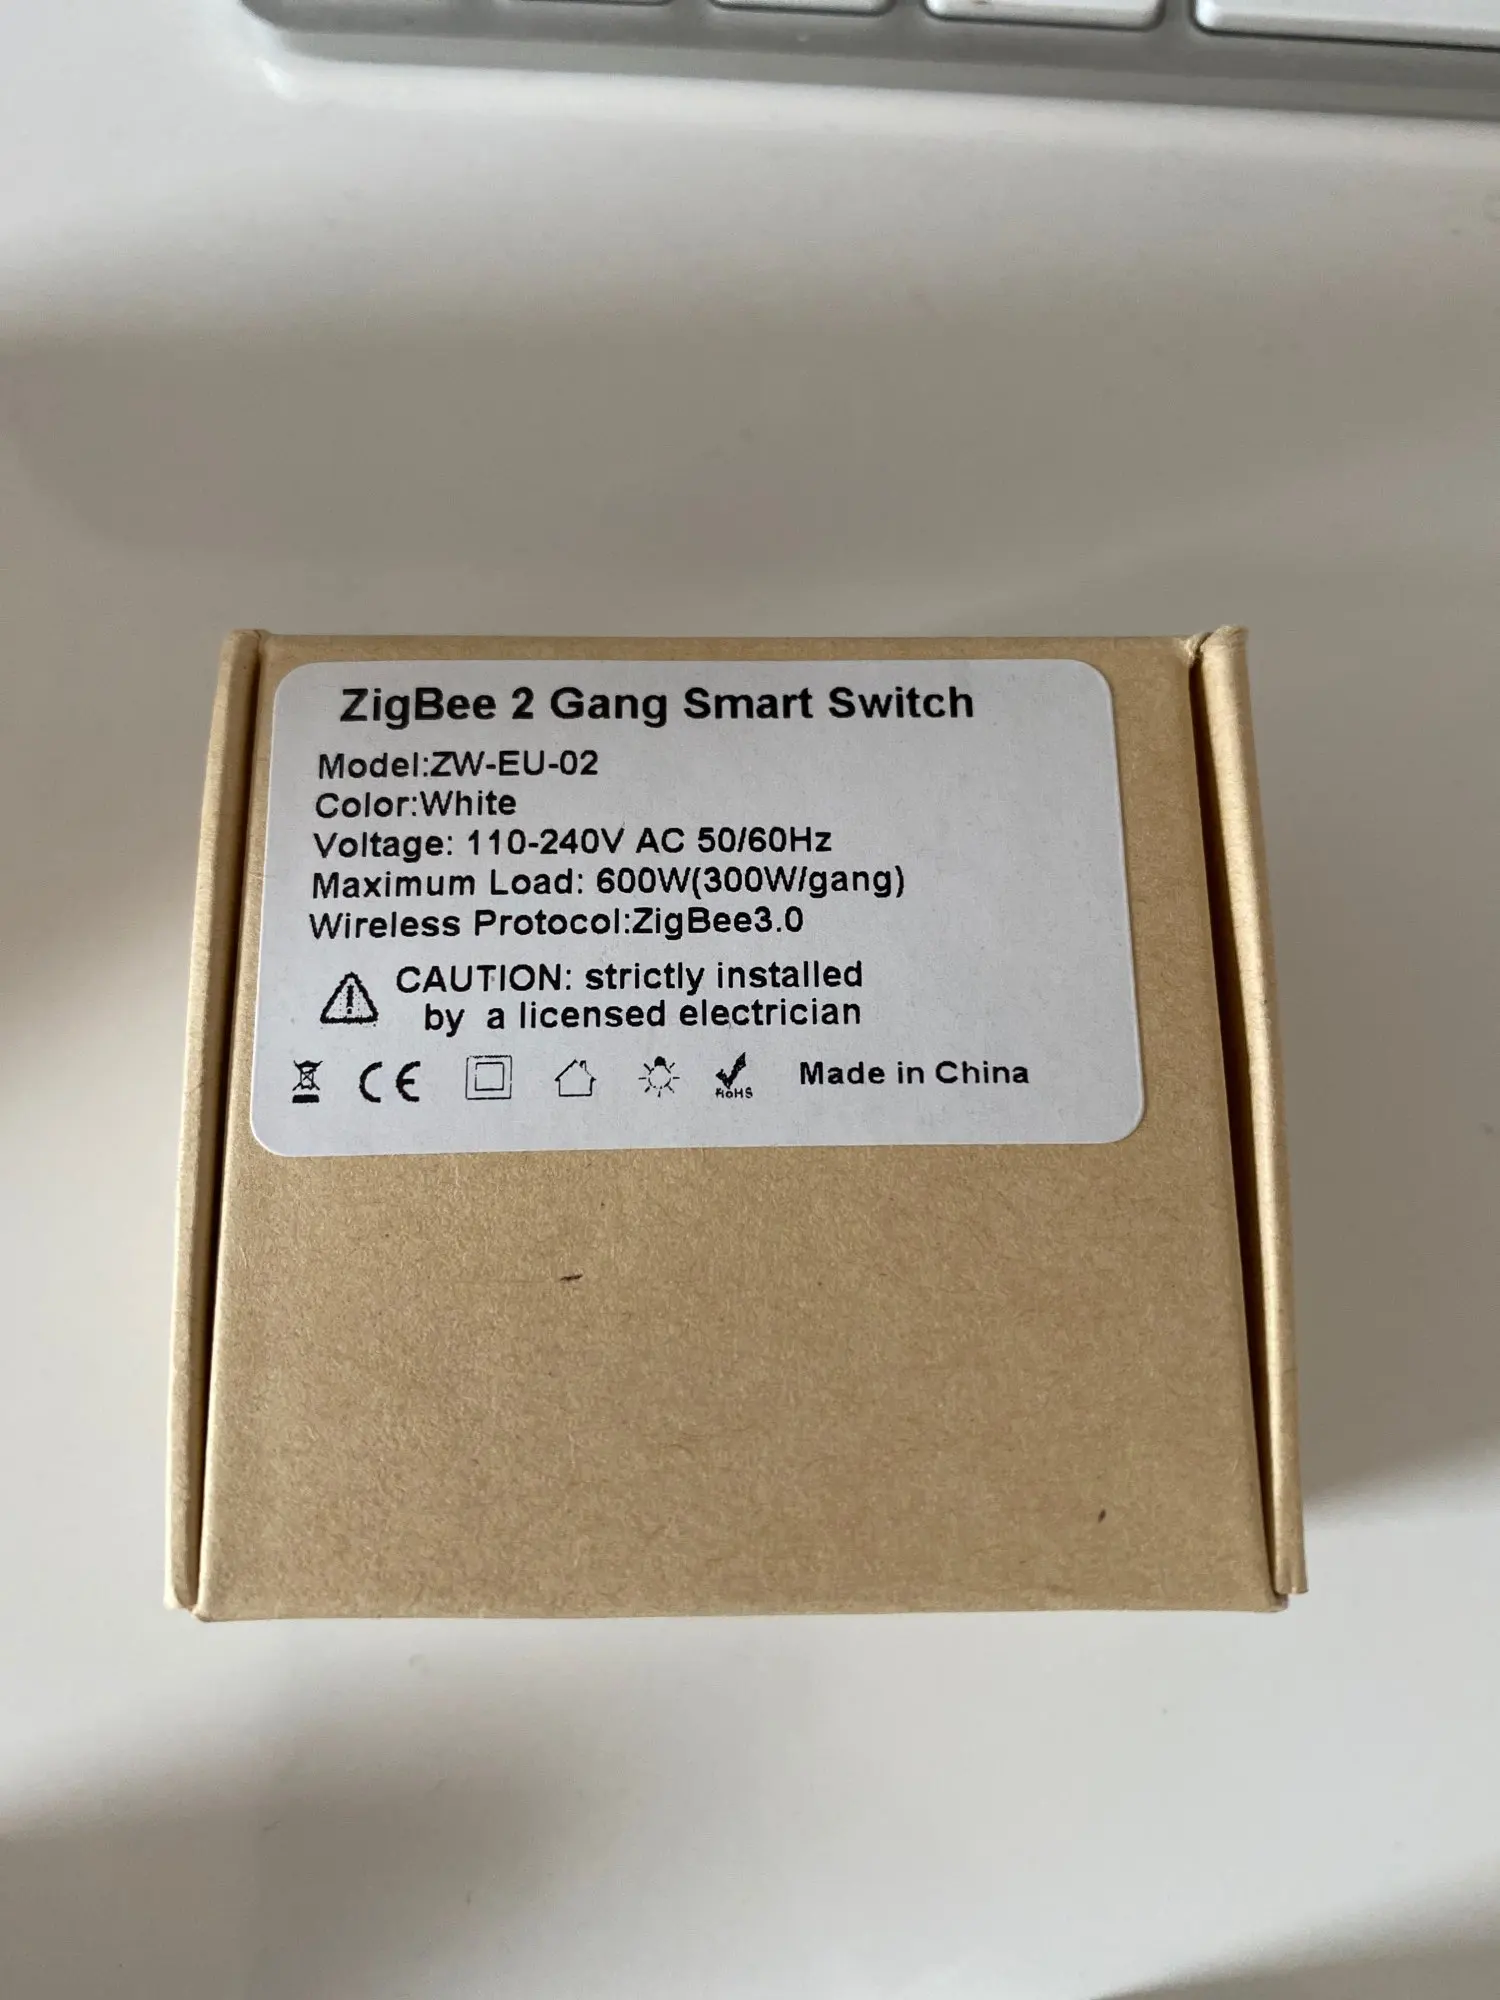 ZigBee 2 Gang Smart Switch
Model:ZW-EU-02
Color:White
Voltage: 110-240V AC 50/60Hz
Maximum Load: 600W(300W/gang)
Wireless Protocol:ZigBee3.0
CAUTION: strictly installed
by a licensed electrician
CE RoHS Made in China